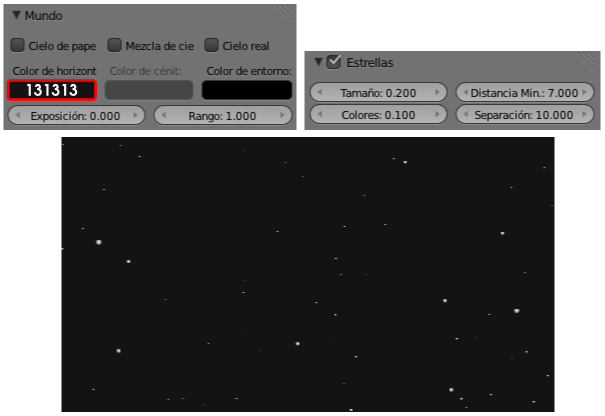 Mundo
Cielo de pape Mezcla de cie Cielo real
Color de horizont Color de cénit: Color de entorno:
131313
Exposición: 0.000 Rango: 1.000
Estrellas
Tamaño: 0.200 Distancia Min.: 7.000
Colores: 0.100 Separación: 10.000